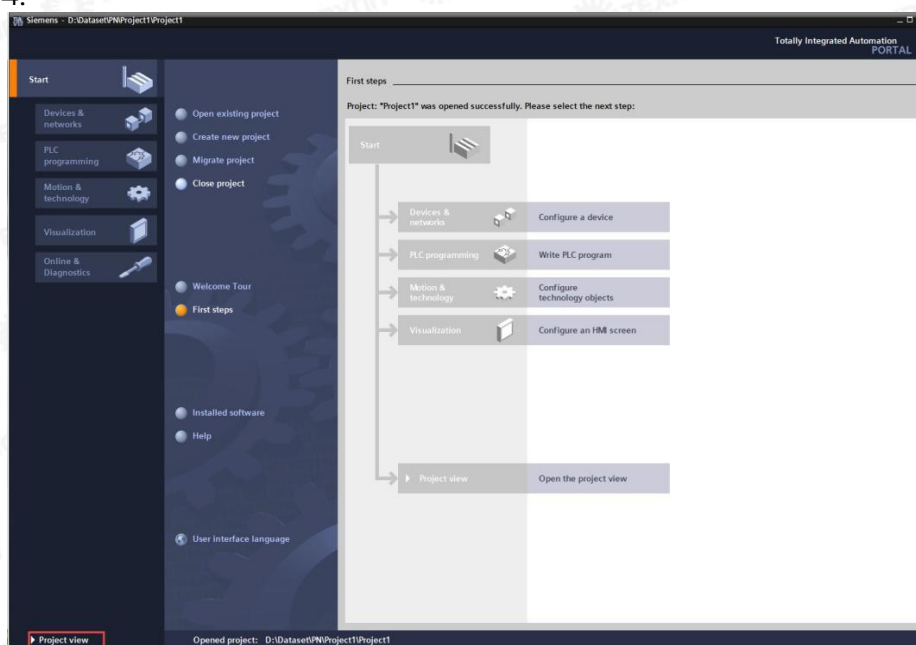 4.
Siemens - D:\Dataset\PN\Project1\Project1
Totally Integrated Automation
PORTAL
Start
Devices &
networks
PLC
programming
Motion &
technology
Visualization
Online &
Diagnostics
Open existing project
Create new project
Migrate project
Close project
Welcome Tour
First steps
Installed software
Help
User interface language
First steps
Project: "Project1" was opened successfully. Please select the next step:
Start
Devices &
networks
Configure a device
PLC programming
Write PLC program
Motion &
technology
Configure
technology objects
Visualization
Configure an HMI screen
Project view
Open the project view
Project view
Opened project: D:\Dataset\PN\Project1\Project1